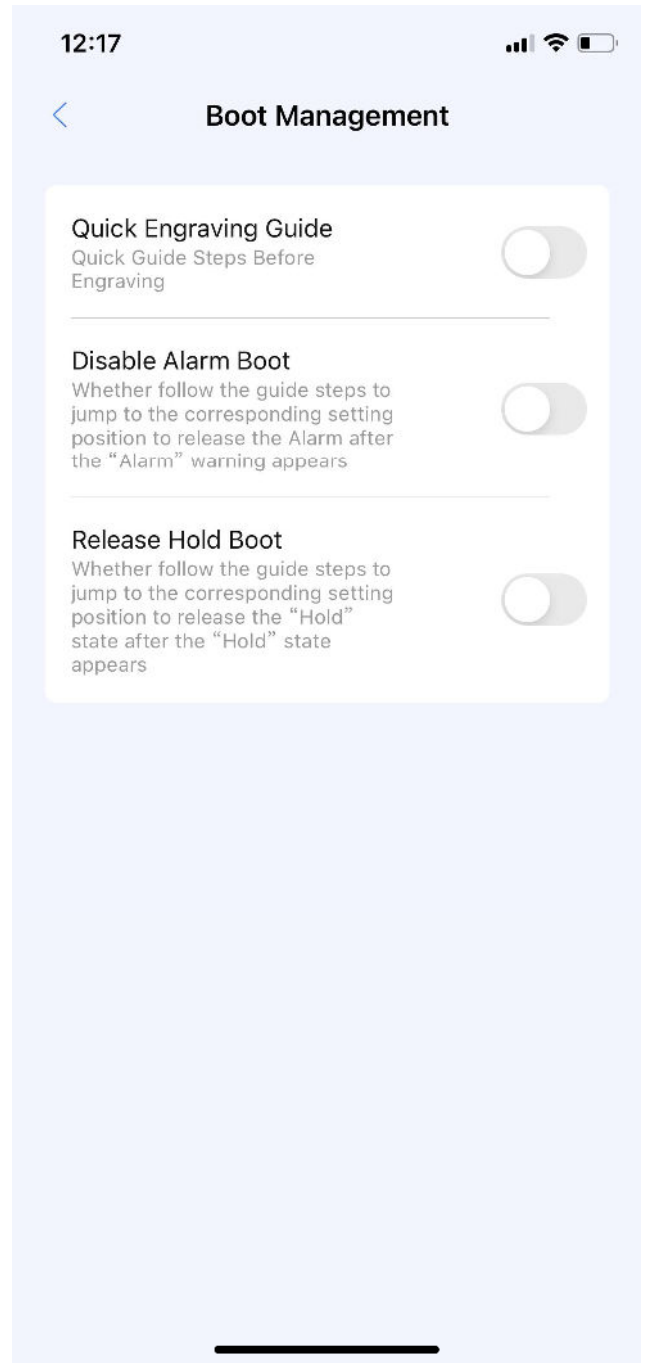 12:17
Boot Management
Quick Engraving Guide
Quick Guide Steps Before
Engraving
Disable Alarm Boot
Whether follow the guide steps to
jump to the corresponding setting
position to release the Alarm after
the “Alarm” warning appears
Release Hold Boot
Whether follow the guide steps to
jump to the corresponding setting
position to release the “Hold”
state after the “Hold” state
appears